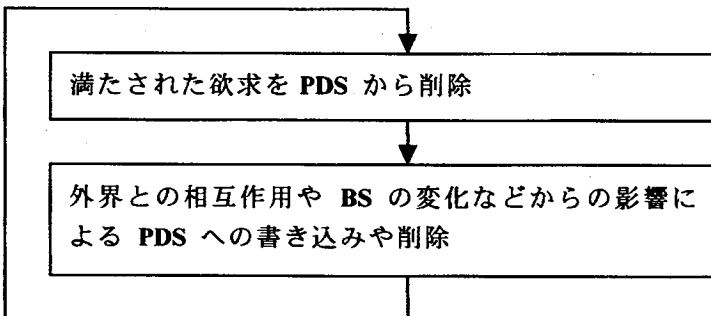 満たされた欲求を PDS から削除
外界との相互作用や BS の変化などからの影響に
よる PDS への書き込みや削除